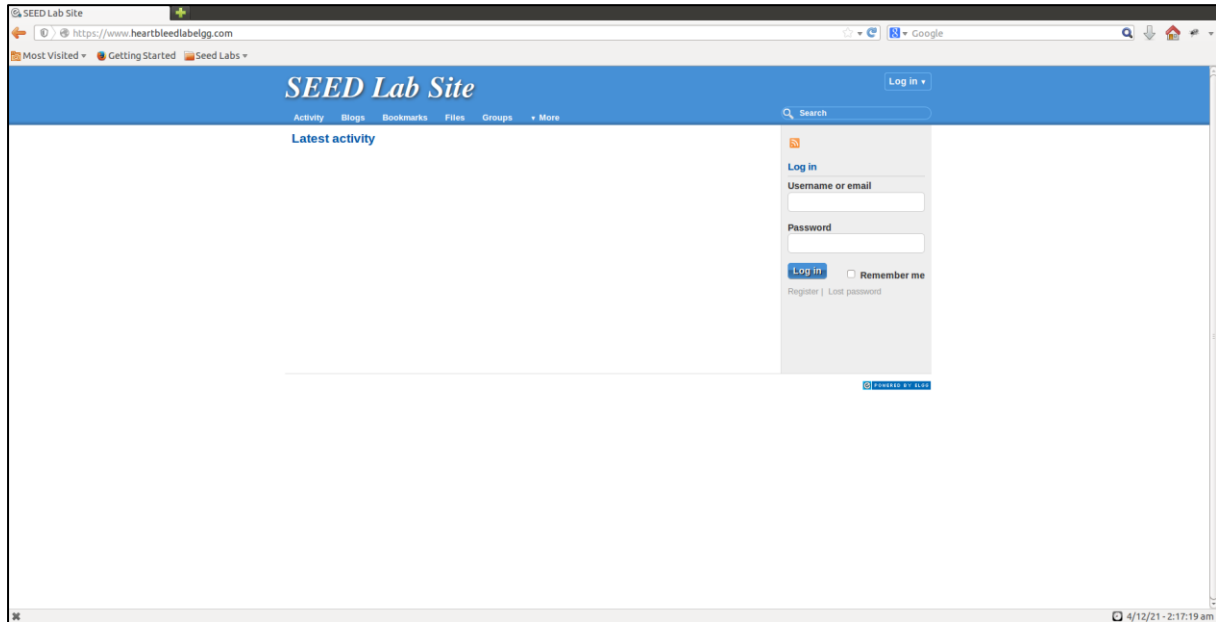 SEED Lab Site
https://www.heartbleedlabelgg.com
Google
Most Visited Getting Started Seed Labs
SEED Lab Site
Log in
Activity Blogs Bookmarks Files Groups More
Search
Latest activity
Log in
Username or email
Password
Log in Remember me
Register | Lost password
POWERED BY ELGG
4/12/21 - 2:17:19 am